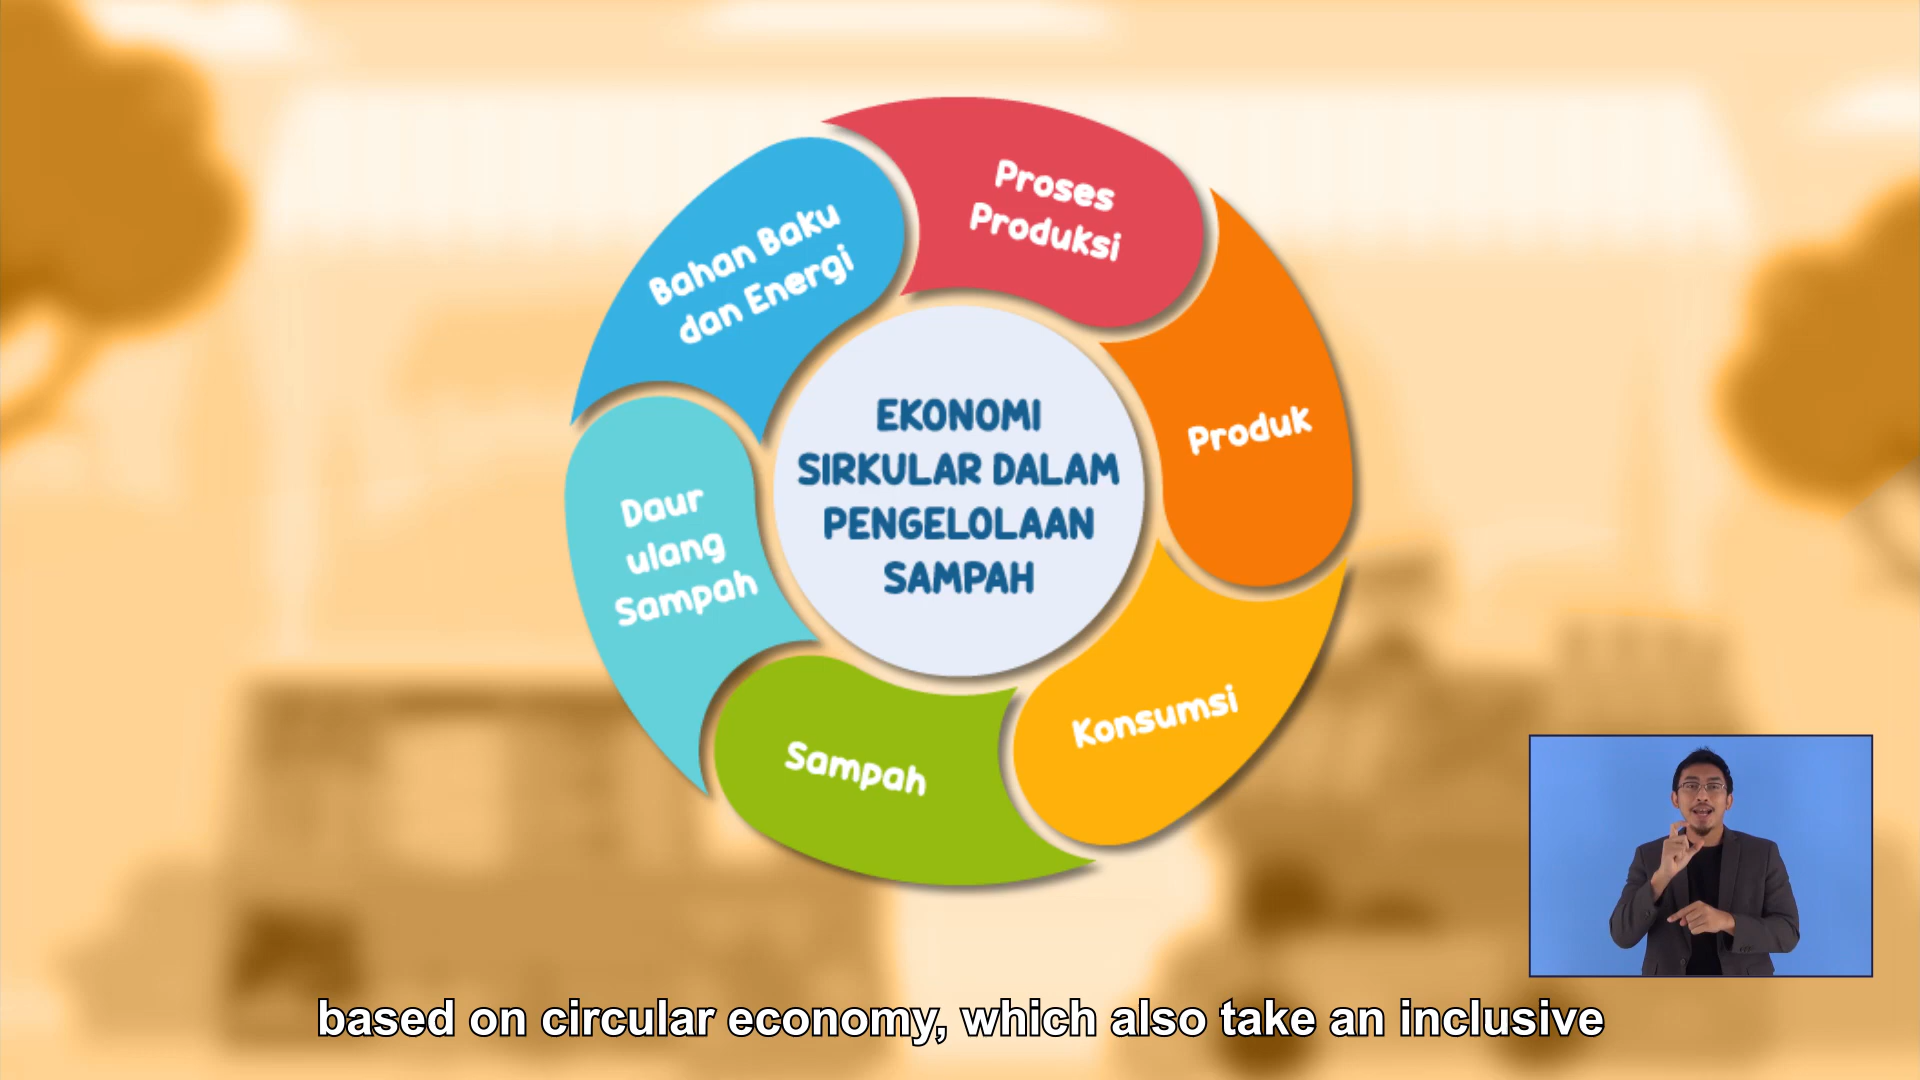 Proses
Produksi
Bahan Baku
dan Energi
Produk
EKONOMI
SIRKULAR DALAM
PENGELOLAAN
SAMPAH
Daur
ulang
Sampah
Konsumsi
Sampah
based on circular economy, which also take an inclusive